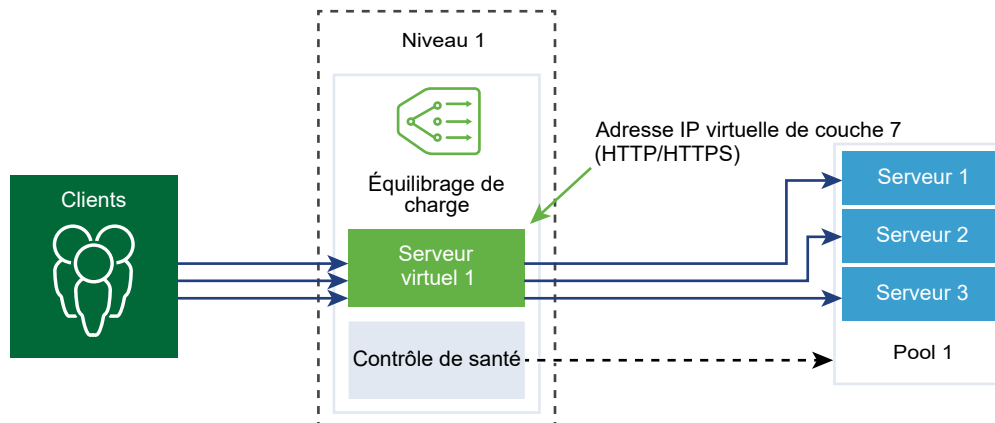 Niveau 1
Adresse IP virtuelle de couche 7
(HTTP/HTTPS)
Clients
Équilibrage de
charge
Serveur
virtuel 1
Contrôle de santé
Serveur 1
Serveur 2
Serveur 3
Pool 1